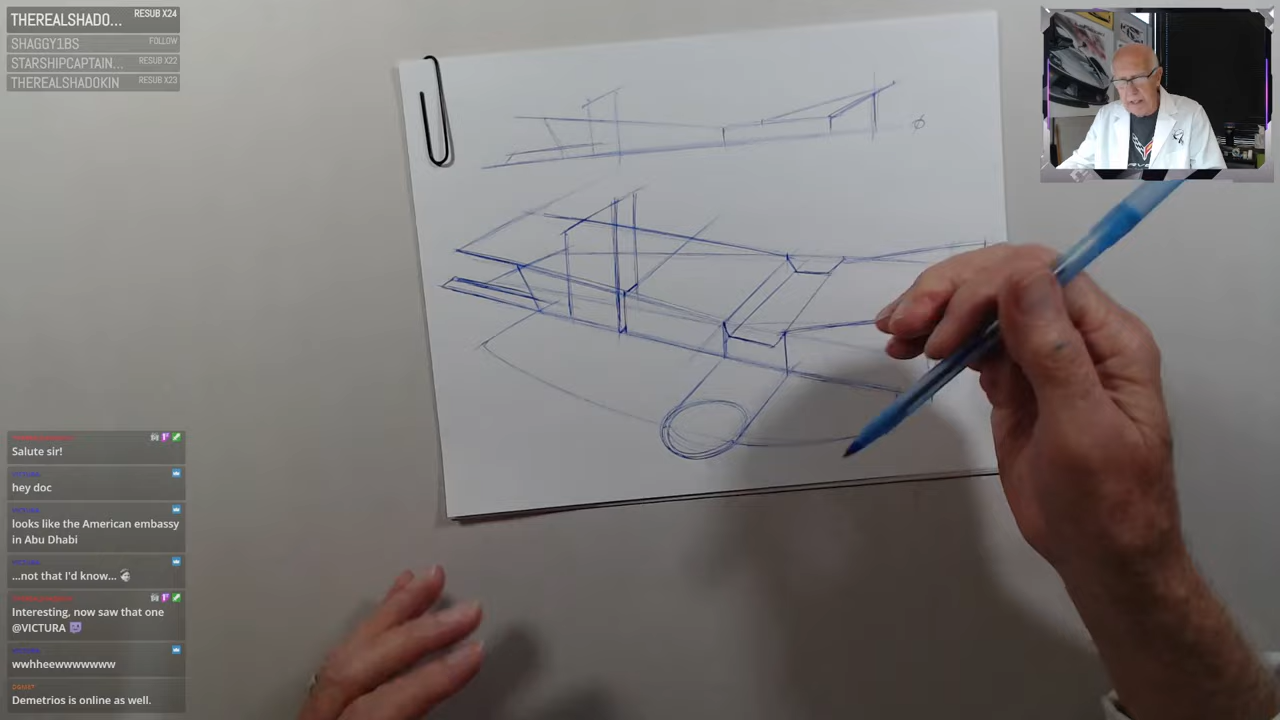 THEREALSHADO... RESUB X24
SHAGGY1BS FOLLOW
STARSHIPCAPTAIN... RESUB X22
THEREALSHADOKIN RESUB X23
Salute sir!
hey doc
looks like the American embassy
in Abu Dhabi
...not that I'd know...
Interesting, now saw that one
@VICTURA
wwhheewwwwwww
Demetrios is online as well.